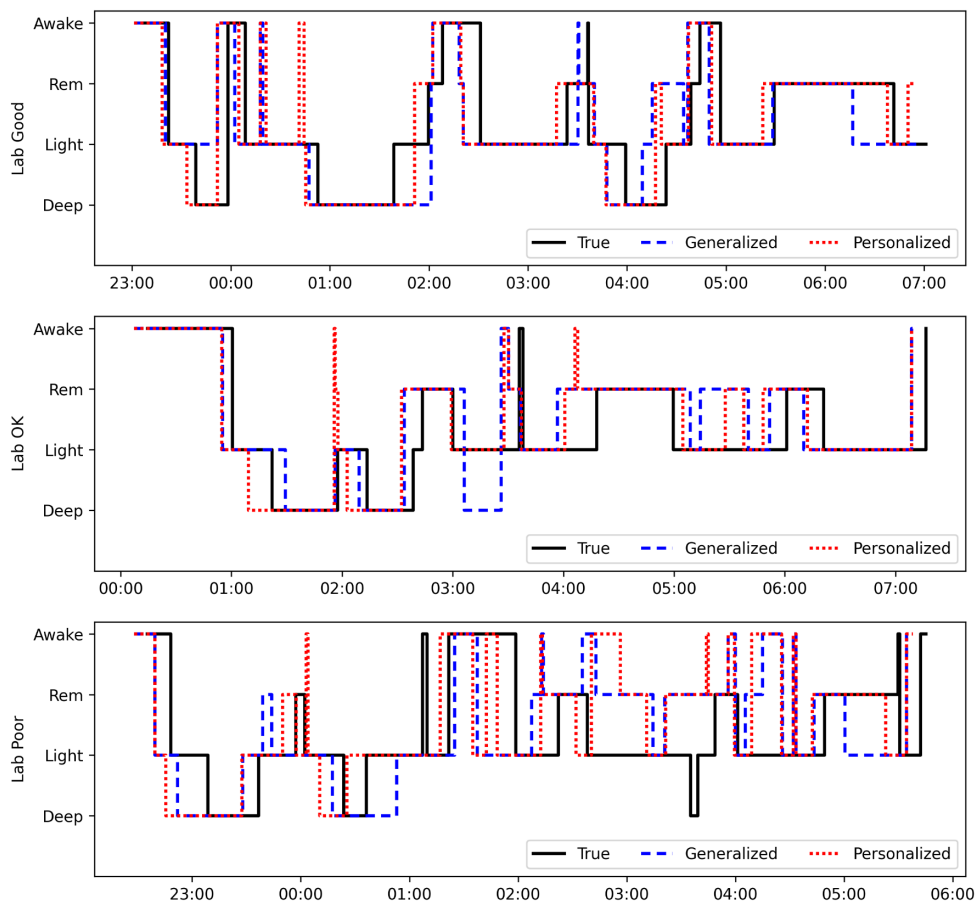 Lab Good
Awake
Rem
Light
Deep
True Generalized Personalized
23:00 00:00 01:00 02:00 03:00 04:00 05:00 06:00 07:00
Lab OK
Awake
Rem
Light
Deep
True Generalized Personalized
00:00 01:00 02:00 03:00 04:00 05:00 06:00 07:00
Lab Poor
Awake
Rem
Light
Deep
True Generalized Personalized
23:00 00:00 01:00 02:00 03:00 04:00 05:00 06:00